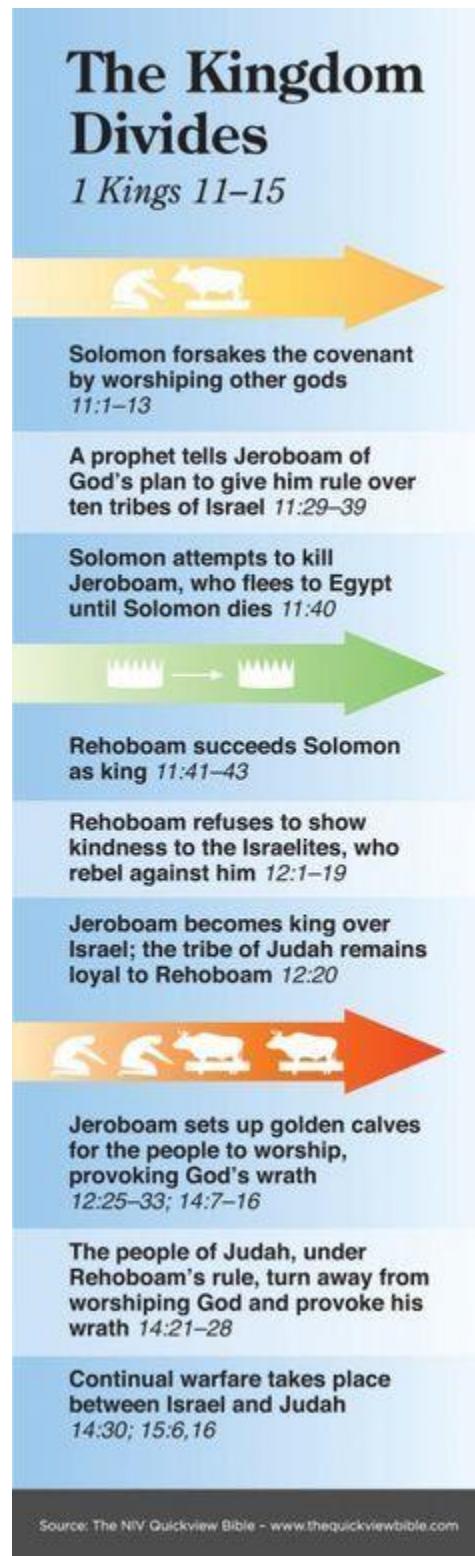 The Kingdom
Divides
1 Kings 11–15
Solomon forsakes the covenant
by worshiping other gods
11:1–13
A prophet tells Jeroboam of
God's plan to give him rule over
ten tribes of Israel 11:29–39
Solomon attempts to kill
Jeroboam, who flees to Egypt
until Solomon dies 11:40
Rehoboam succeeds Solomon
as king 11:41–43
Rehoboam refuses to show
kindness to the Israelites, who
rebel against him 12:1–19
Jeroboam becomes king over
Israel; the tribe of Judah remains
loyal to Rehoboam 12:20
Jeroboam sets up golden calves
for the people to worship,
provoking God's wrath
12:25–33; 14:7–16
The people of Judah, under
Rehoboam's rule, turn away from
worshiping God and provoke his
wrath 14:21–28
Continual warfare takes place
between Israel and Judah
14:30; 15:6,16
Source: The NIV Quickview Bible – www.thequickviewbible.com